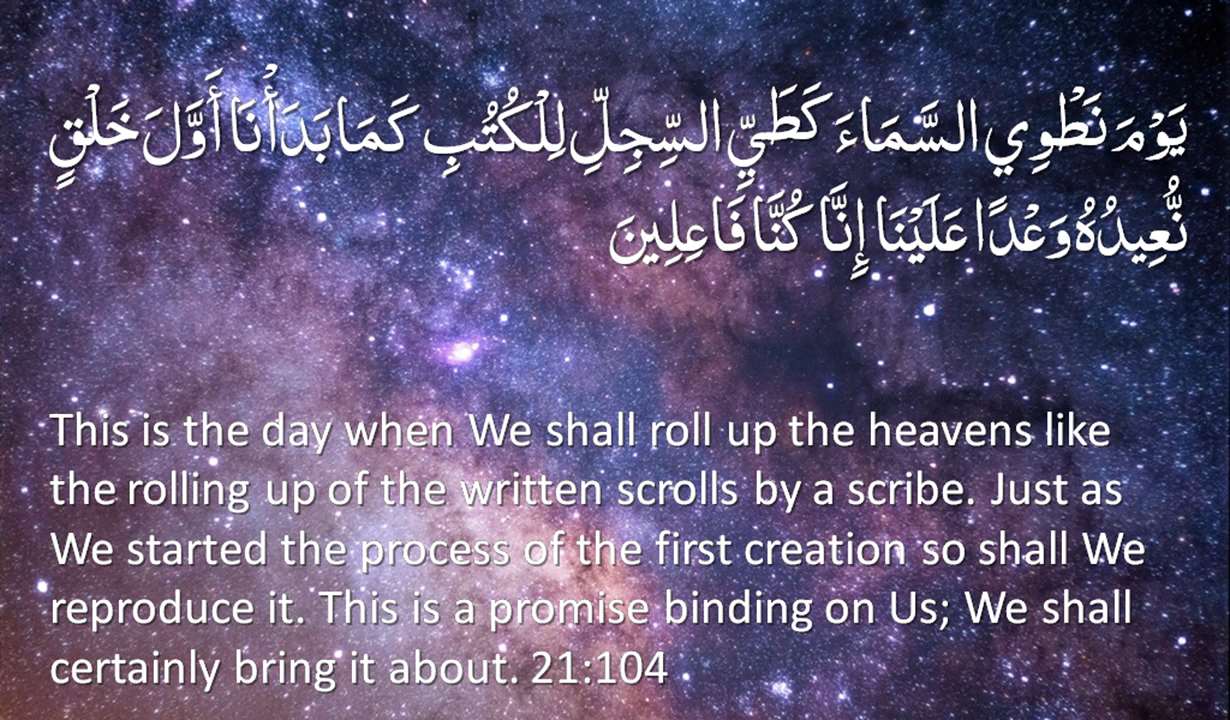 يَوْمَ نَطْوِي السَّمَاءَ كَطَيِّ السِّجِلِّ لِلْكُتُبِ كَمَا بَدَأْنَا أَوَّلَ خَلْقٍ
نُّعِيدُهُ وَعْدًا عَلَيْنَا إِنَّا كُنَّا فَاعِلِينَ
This is the day when We shall roll up the heavens like
the rolling up of the written scrolls by a scribe. Just as
We started the process of the first creation so shall We
reproduce it. This is a promise binding on Us; We shall
certainly bring it about. 21:104